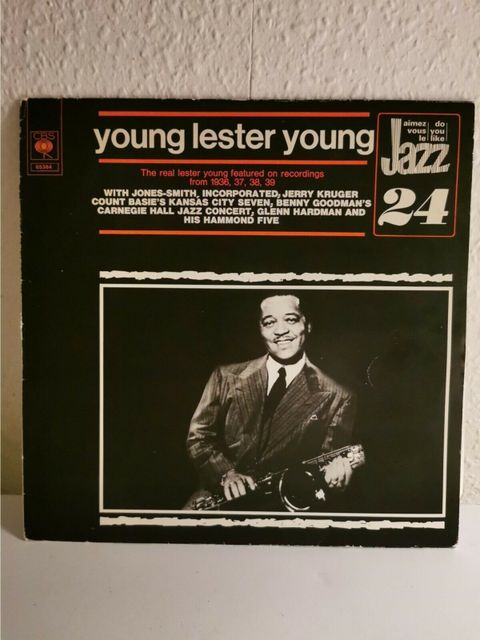 CBS
65384
young lester young
The real lester young featured on recordings
from 1936, 37, 38, 39
WITH JONES-SMITH, INCORPORATED, JERRY KRUGER
COUNT BASIE'S KANSAS CITY SEVEN, BENNY GOODMAN'S
CARNEGIE HALL JAZZ CONCERT, GLENN HARDMAN AND
HIS HAMMOND FIVE
aimez do
vous you
le like
Jazz
24